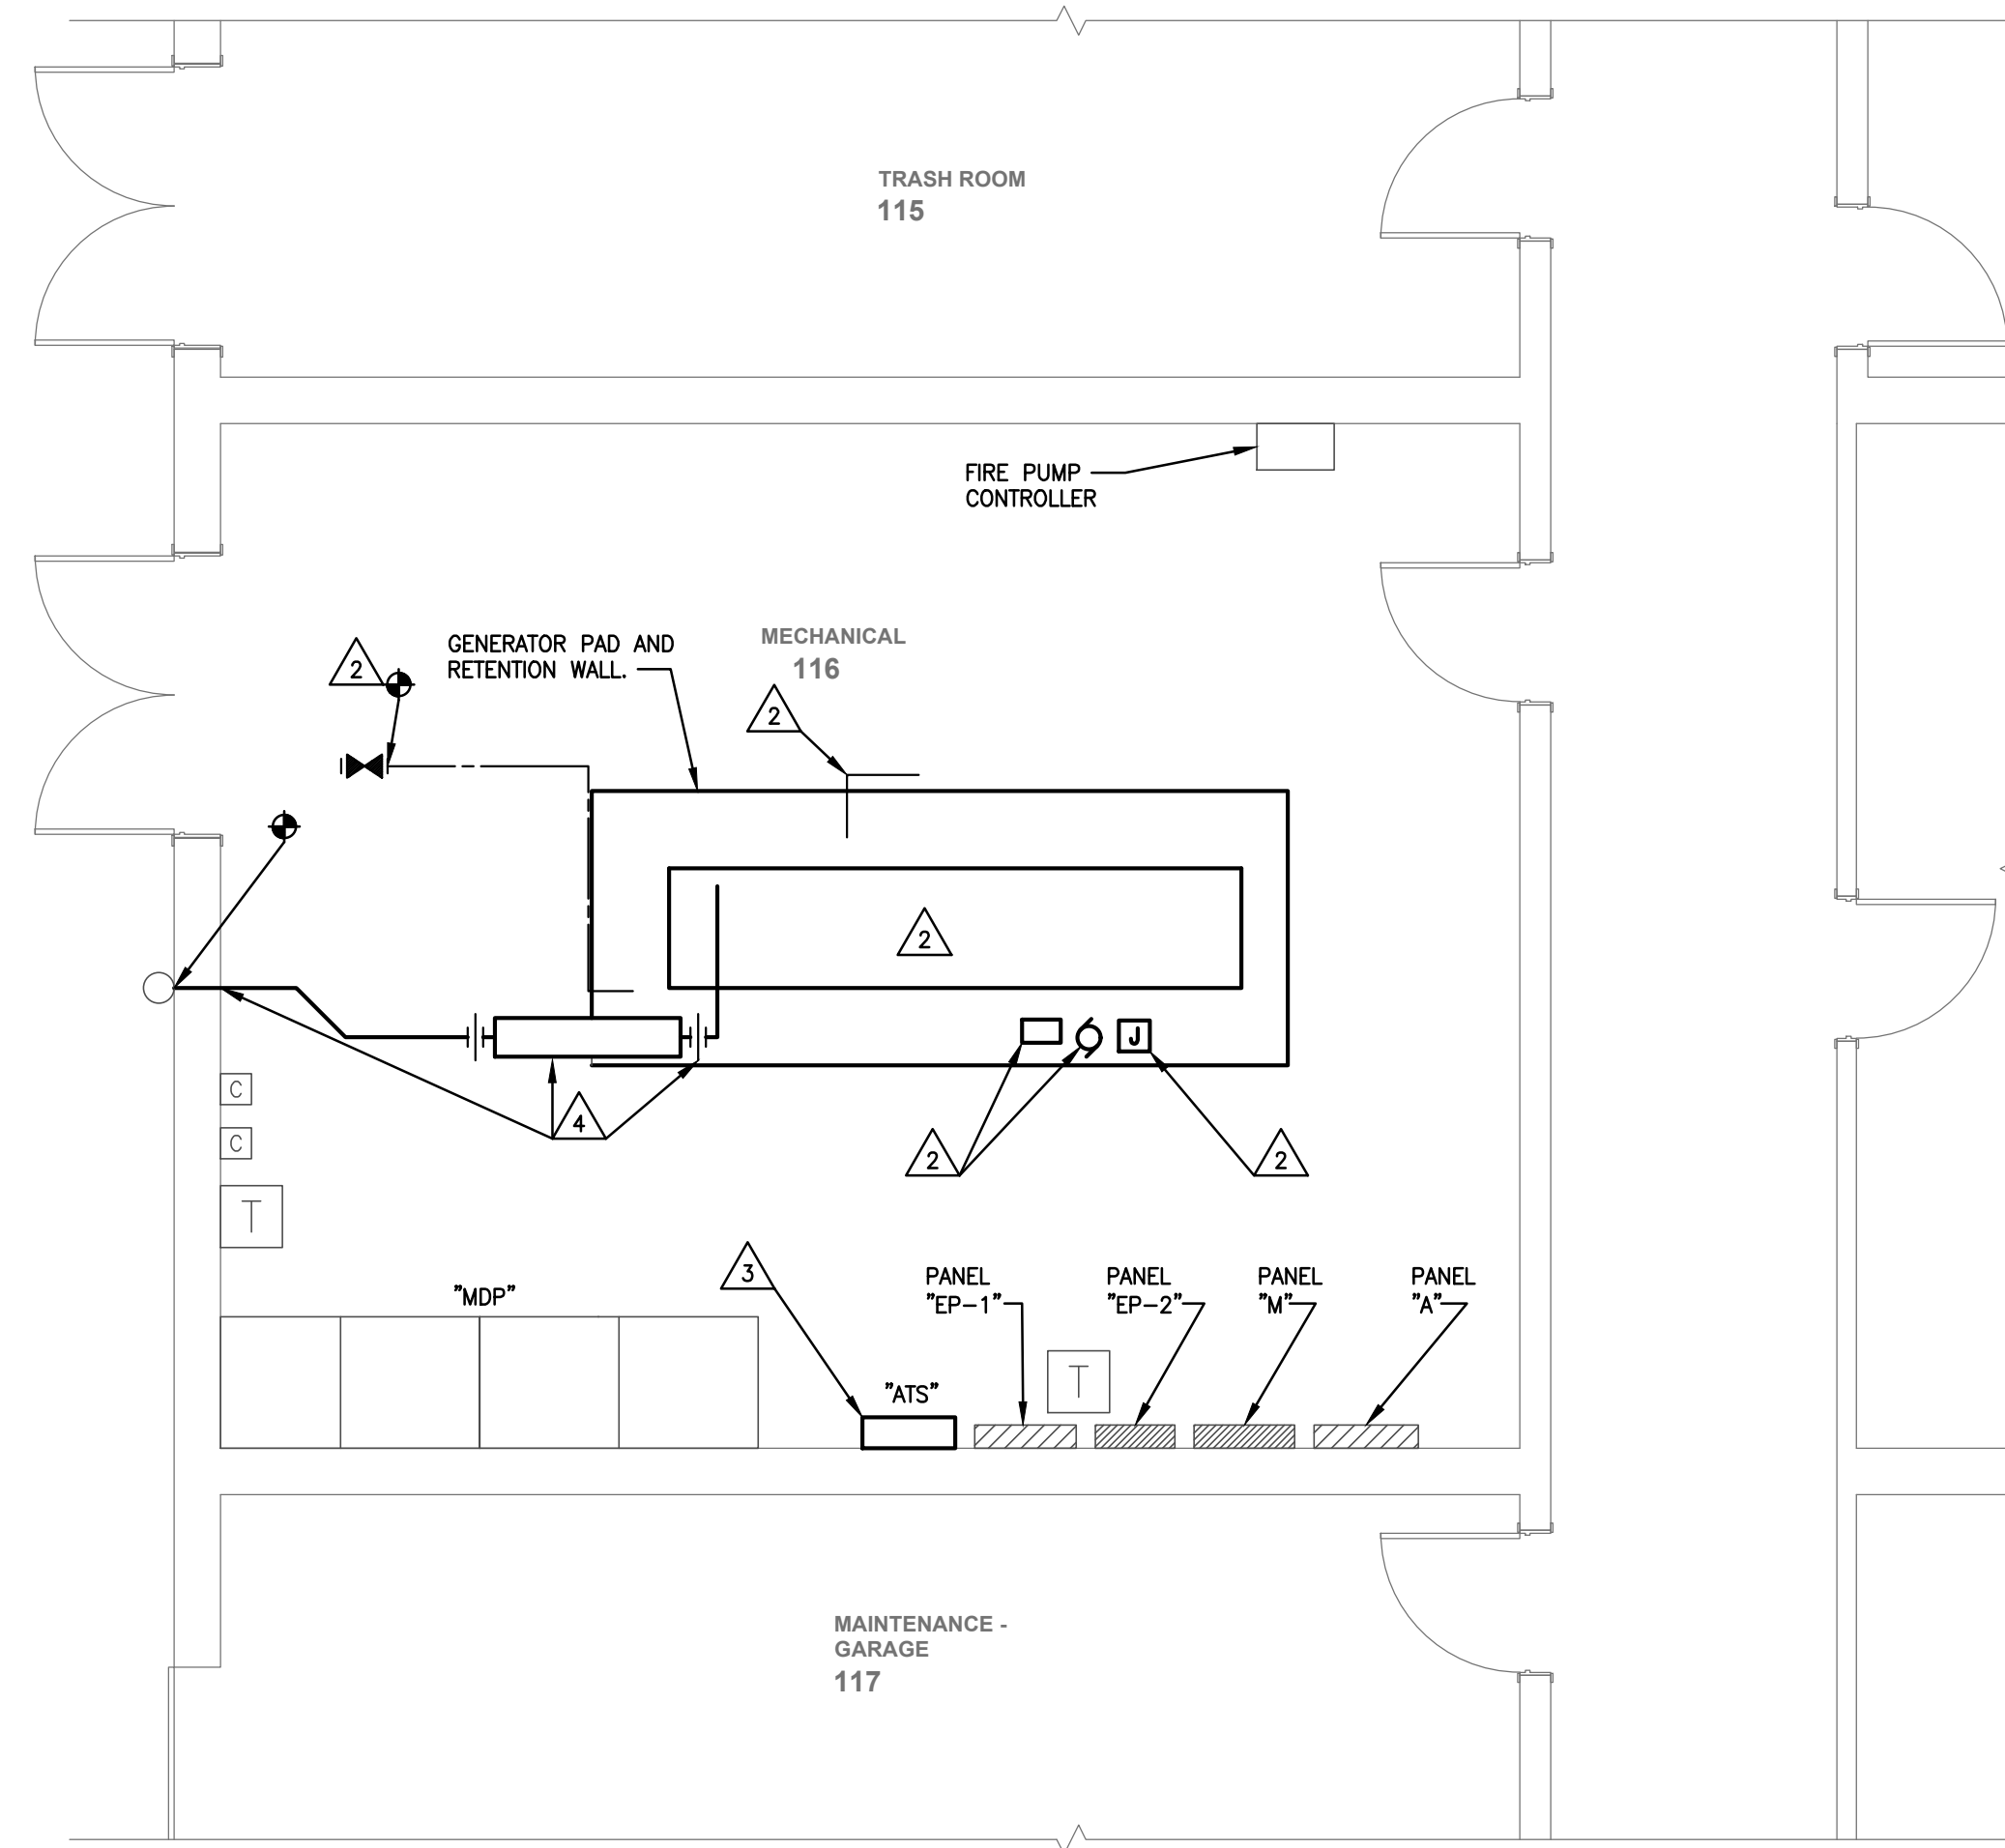 TRASH ROOM
115
FIRE PUMP
CONTROLLER
GENERATOR PAD AND
RETENTION WALL.
MECHANICAL
116
2
2
2
J
C
4
C
2
2
T
3
"MDP"
PANEL
"EP-1"
PANEL
"EP-2"
PANEL
"M"
PANEL
"A"
T
"ATS"
MAINTENANCE -
GARAGE
117